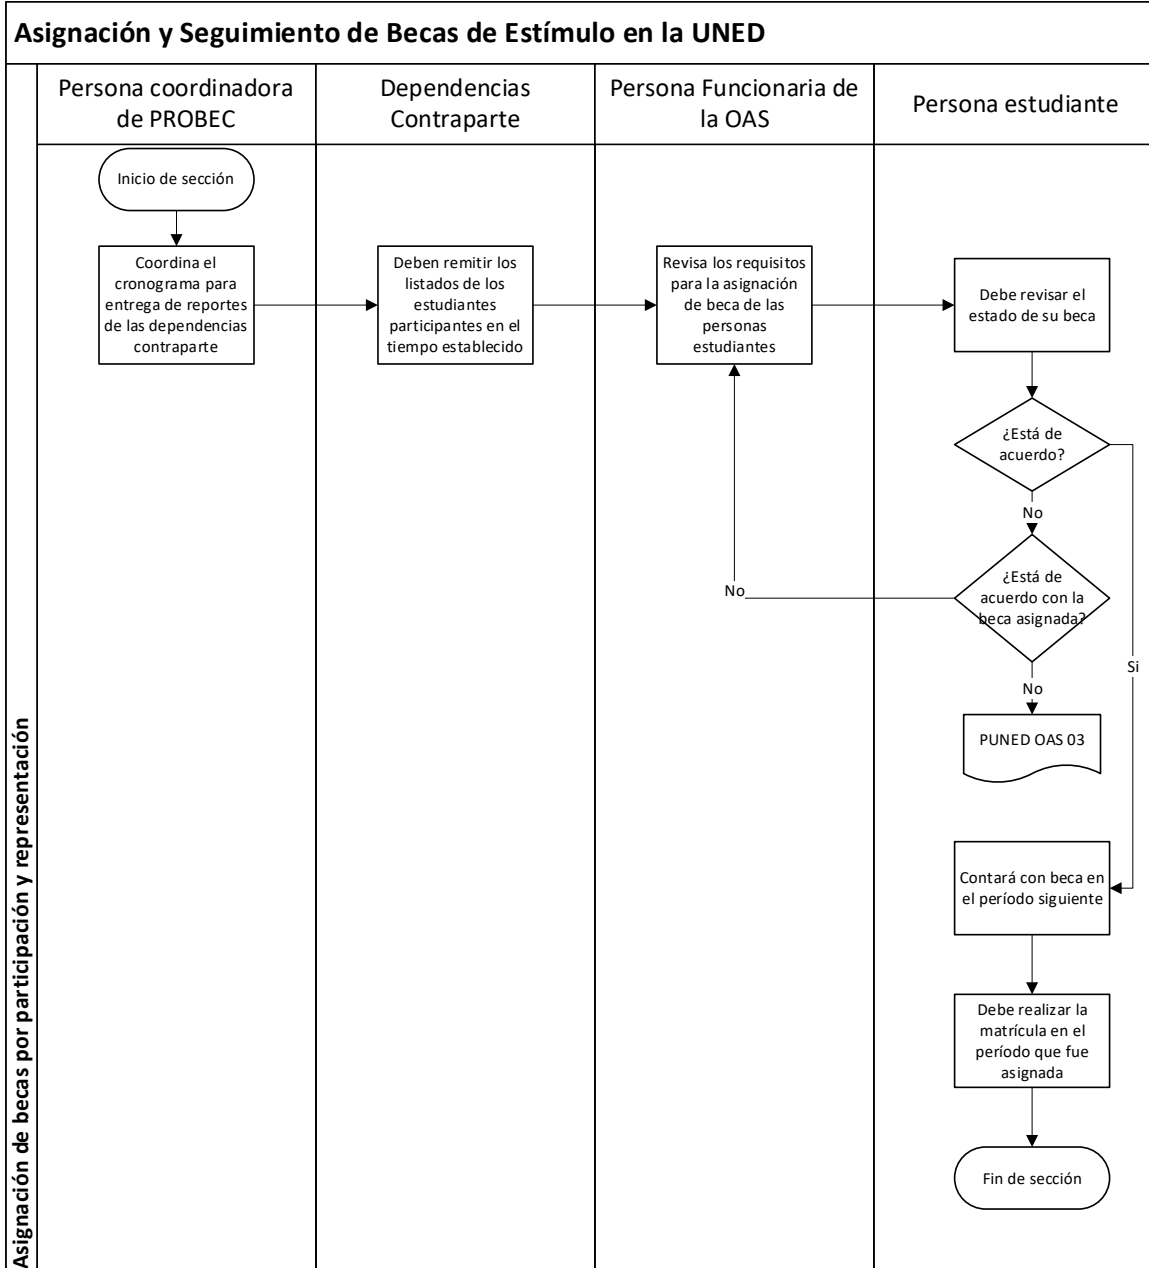 Asignación y Seguimiento de Becas de Estímulo en la UNED
Persona coordinadora
de PROBEC
Dependencias
Contraparte
Persona Funcionaria de
la OAS
Persona estudiante
Asignación de becas por participación y representación
Inicio de sección
Coordina el
cronograma para
entrega de reportes
de las dependencias
contraparte
Deben remitir los
listados de los
estudiantes
participantes en el
tiempo establecido
Revisa los requisitos
para la asignación
de beca de las
personas
estudiantes
Debe revisar el
estado de su beca
¿Está de
acuerdo?
No
¿Está de
acuerdo con la
beca asignada?
No
Si
No
PUNED OAS 03
Contará con beca en
el período siguiente
Debe realizar la
matrícula en el
período que fue
asignada
Fin de sección